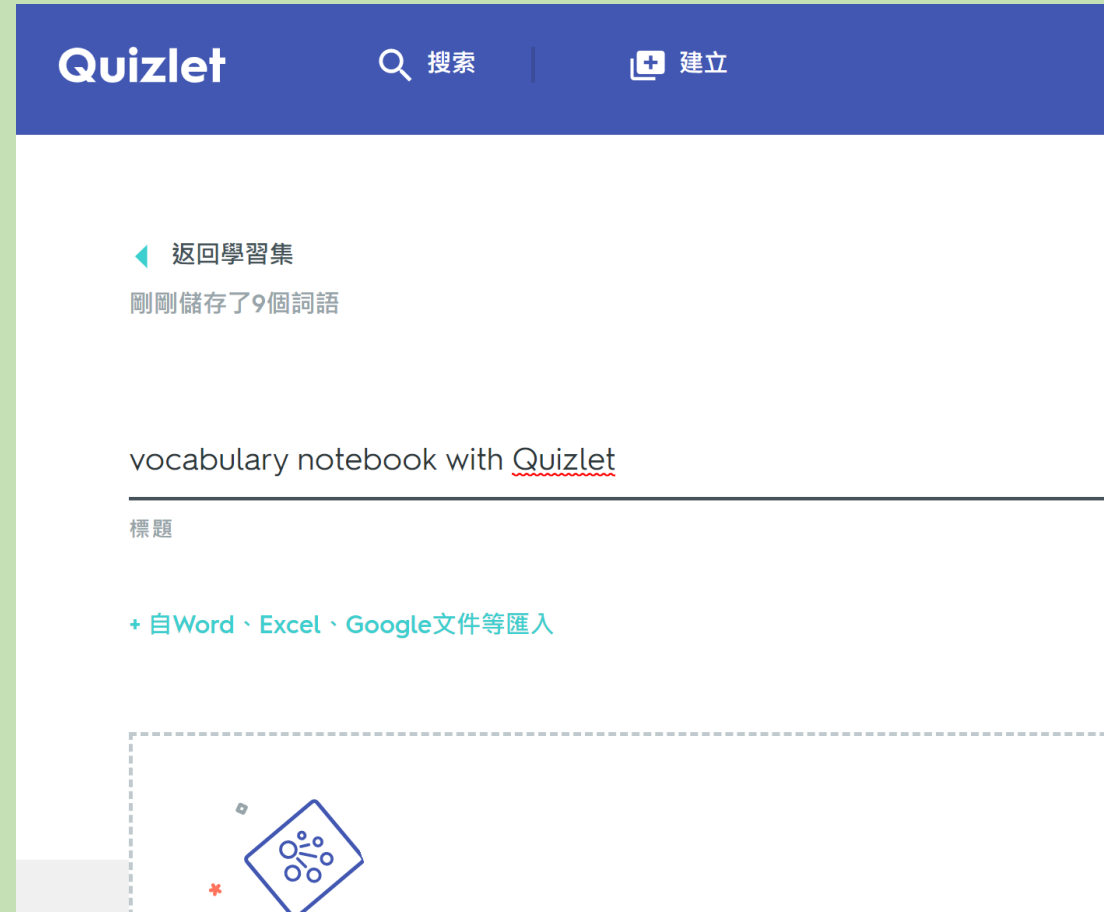 Quizlet 搜索 建立
返回學習集
剛剛儲存了9個詞語
vocabulary notebook with Quizlet
標題
+ 自Word、Excel、Google文件等匯入